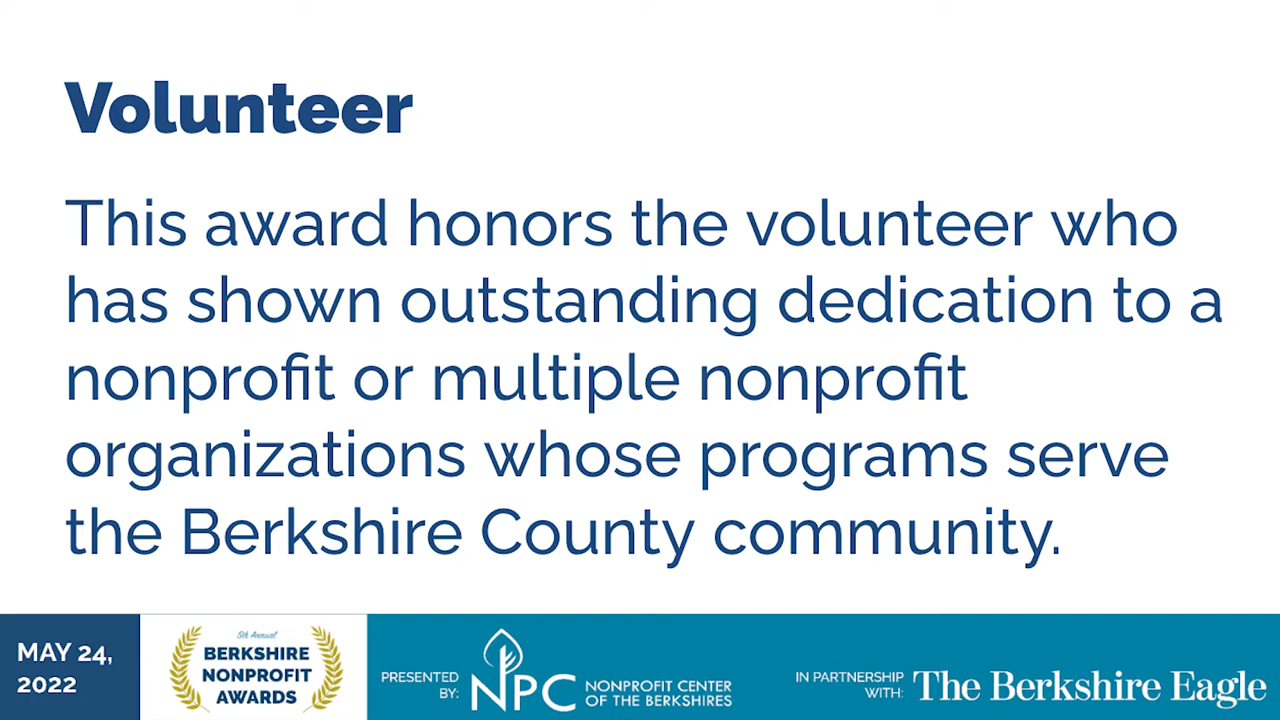 Volunteer
This award honors the volunteer who
has shown outstanding dedication to a
nonprofit or multiple nonprofit
organizations whose programs serve
the Berkshire County community.
MAY 24,
2022
5th Annual
BERKSHIRE
NONPROFIT
AWARDS
PRESENTED
BY:
NPC
NONPROFIT CENTER
OF THE BERKSHIRES
IN PARTNERSHIP
WITH:
The Berkshire Eagle